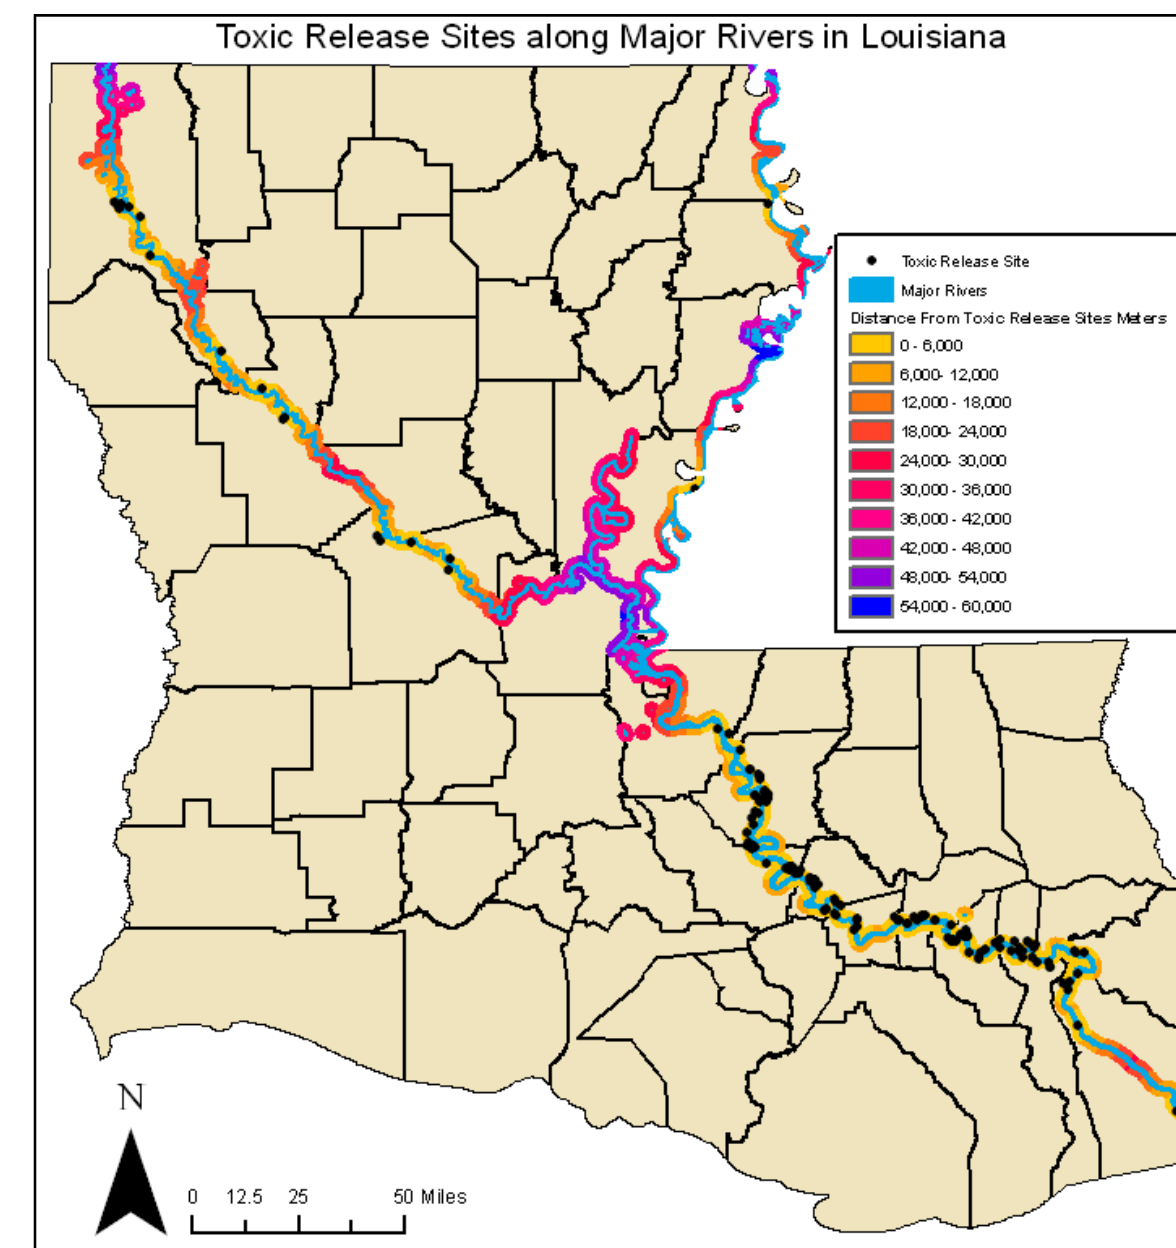 Toxic Release Sites along Major Rivers in Louisiana
Toxic Release Site
Major Rivers
Distance From Toxic Release Sites Meters
0 - 6,000
6,000- 12,000
12,000 - 18,000
18,000- 24,000
24,000- 30,000
30,000 - 36,000
36,000 - 42,000
42,000 - 48,000
48,000- 54,000
54,000 - 60,000
N
0 12.5 25 50 Miles